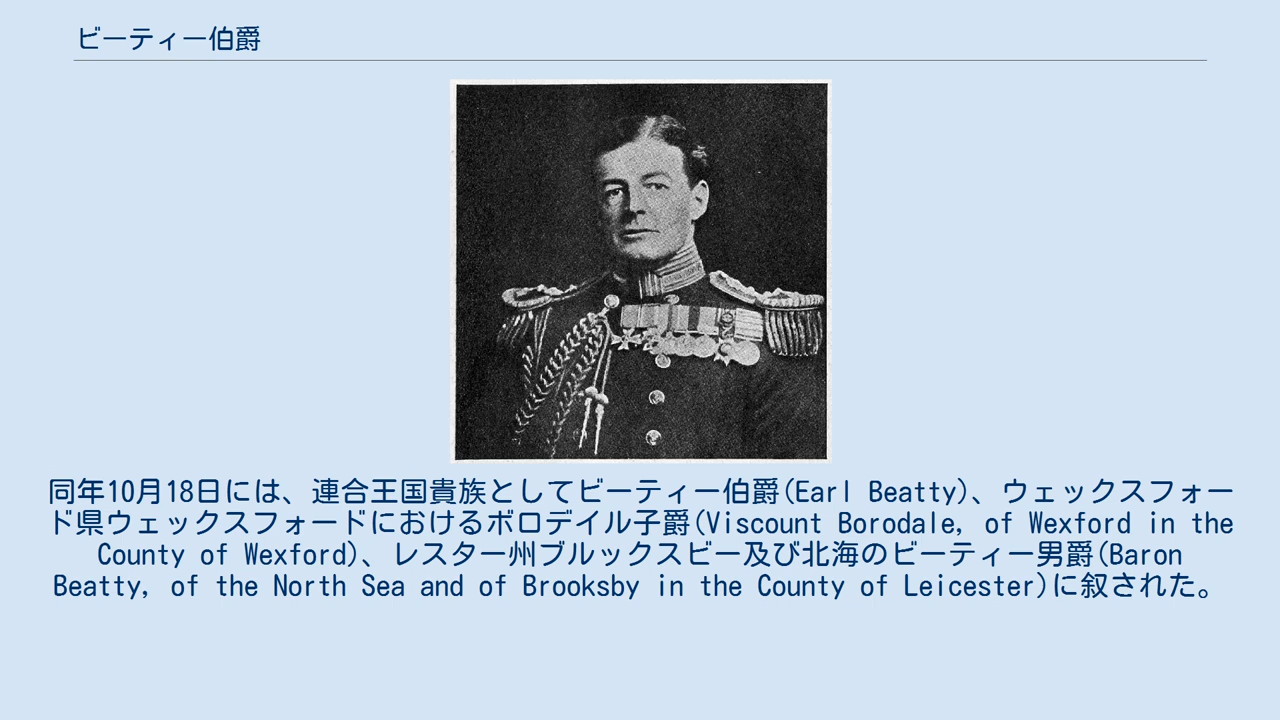 ビーティー伯爵
同年10月18日には、連合王国貴族としてビーティー伯爵(Earl Beatty)、ウェックスフォー
ド県ウェックスフォードにおけるボロデイル子爵(Viscount Borodale, of Wexford in the
County of Wexford)、レスター州ブルックスビー及び北海のビーティー男爵(Baron
Beatty, of the North Sea and of Brooksby in the County of Leicester)に叙された。